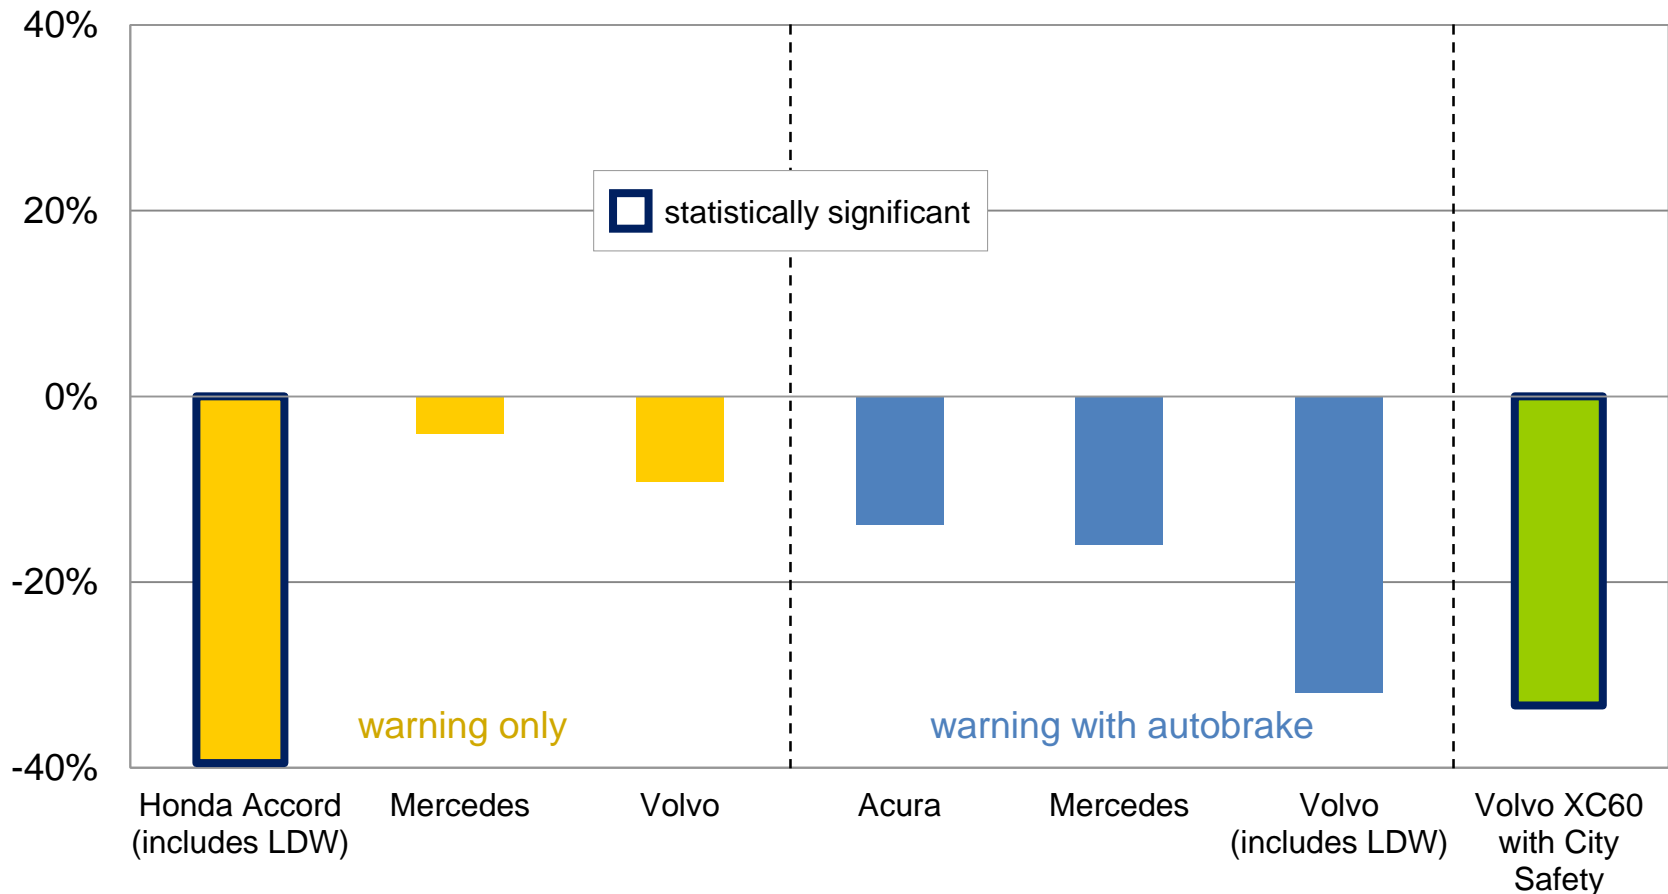 40%
20%
0%
-20%
-40%
statistically significant
warning only
warning with autobrake
Honda Accord
(includes LDW)
Mercedes
Volvo
Acura
Mercedes
Volvo
(includes LDW)
Volvo XC60
with City
Safety